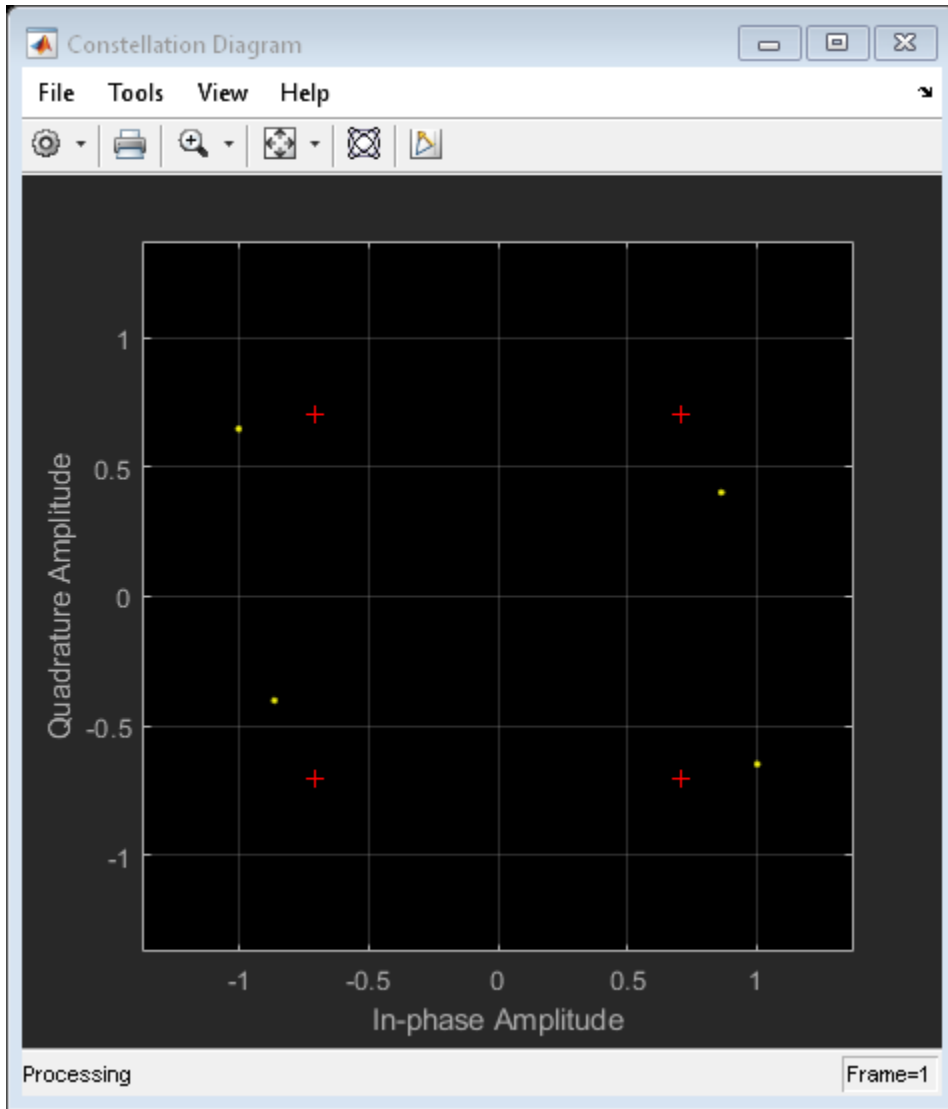 Constellation Diagram
File Tools View Help
1
0.5
0
-0.5
-1
Quadrature Amplitude
-1 -0.5 0 0.5 1
In-phase Amplitude
Processing Frame=1